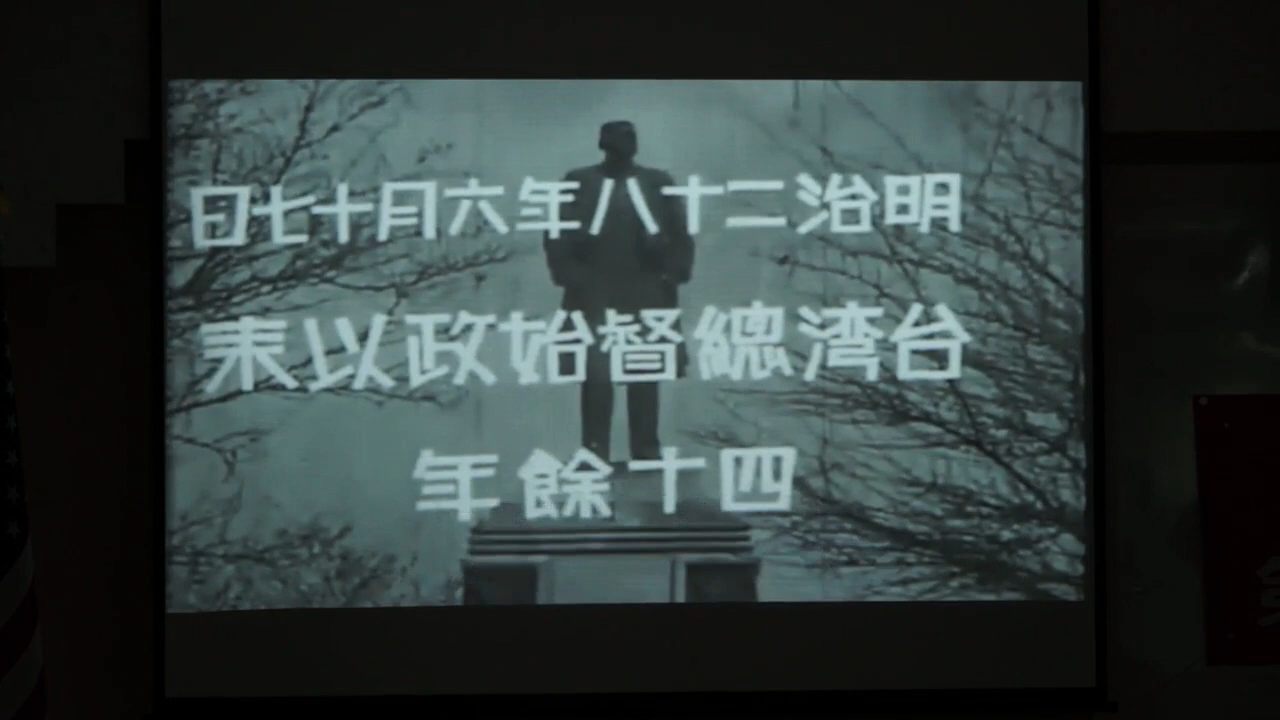 明治二十八年六月十七日
台湾總督始政以来
四十餘年